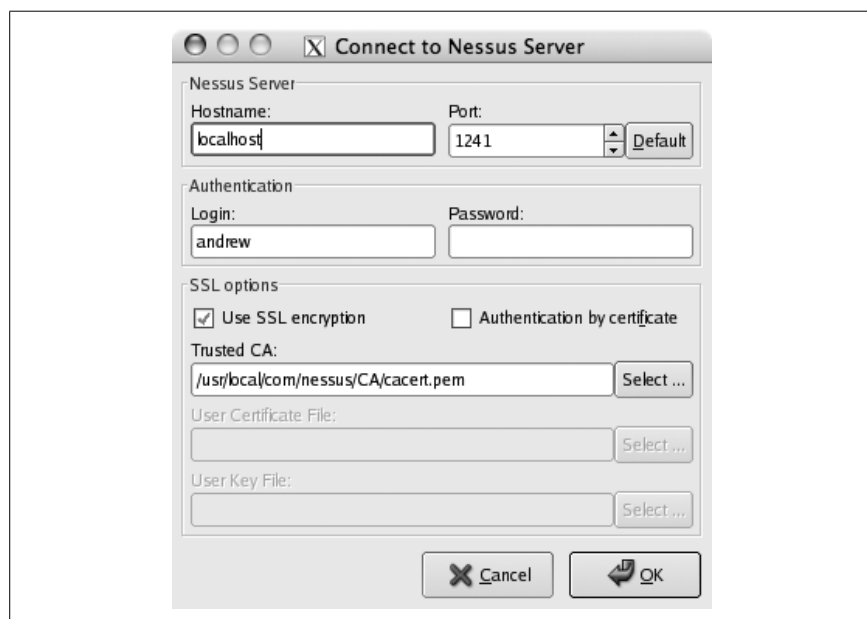 Connect to Nessus Server
Nessus Server
Hostname: Port:
localhost 1241 Default
Authentication
Login: Password:
andrew
SSL options
Use SSL encryption Authentication by certificate
Trusted CA:
/usr/local/com/nessus/CA/cacert.pem Select ...
User Certificate File:
Select ...
User Key File:
Select ...
Cancel OK